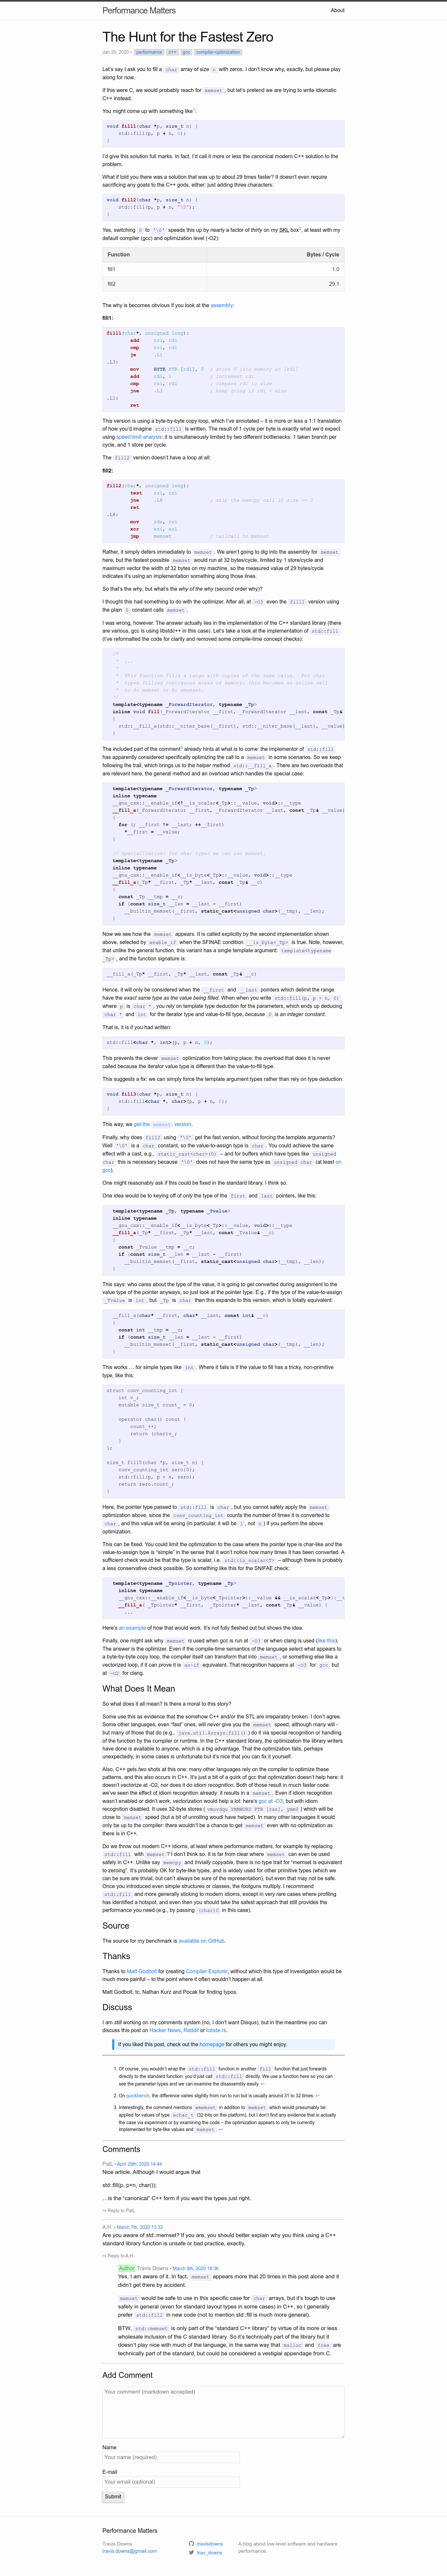 Performance Matters
About
The Hunt for the Fastest Zero
Jan 20, 2020 • performance c++ gcc compiler-optimization
Let's say I ask you to fill a char array of size n with zeros. I don't know why, exactly, but please play
along for now.
If this were C, we would probably reach for memset , but let's pretend we are trying to write idiomatic
C++ instead.
You might come up with something like1:
void fill1(char *p, size_t n) {
    std::fill(p, p + n, 0);
}
I'd give this solution full marks. In fact, I'd call it more or less the canonical modern C++ solution to the
problem.
What if told you there was a solution that was up to about 29 times faster? It doesn't even require
sacrificing any goats to the C++ gods, either: just adding three characters:
void fill2(char *p, size_t n) {
    std::fill(p, p + n, '\0');
}
Yes, switching 0 to '\0' speeds this up by nearly a factor of thirty on my SKL box2, at least with my
default compiler (gcc) and optimization level (-O2):
Function Bytes / Cycle
fill1 1.0
fill2 29.1
The why is becomes obvious if you look at the assembly:
fill1:
fill1(char*, unsigned long):
        add     rsi, rdi
        cmp     rsi, rdi
        je      .L1
.L3:
        mov     BYTE PTR [rdi], 0  ; store 0 into memory at [rdi]
        add     rdi, 1             ; increment rdi
        cmp     rsi, rdi           ; compare rdi to size
        jne     .L3                ; keep going if rdi < size
.L1:
        ret
This version is using a byte-by-byte copy loop, which I've annotated – it is more or less a 1:1 translation
of how you'd imagine std::fill is written. The result of 1 cycle per byte is exactly what we'd expect
using speed limit analysis: it is simultaneously limited by two different bottlenecks: 1 taken branch per
cycle, and 1 store per cycle.
The fill2 version doesn't have a loop at all:
fill2:
fill2(char*, unsigned long):
        test    rsi, rsi
        jne     .L8                ; skip the memcpy call if size == 0
        ret
.L8:
        mov     rdx, rsi
        xor     esi, esi
        jmp     memset             ; tailcall to memset
Rather, it simply defers immediately to memset . We aren't going to dig into the assembly for memset
here, but the fastest possible memset would run at 32 bytes/cycle, limited by 1 store/cycle and
maximum vector the width of 32 bytes on my machine, so the measured value of 29 bytes/cycle
indicates it's using an implementation something along those lines.
So that's the why, but what's the why of the why (second order why)?
I thought this had something to do with the optimizer. After all, at -O3 even the fill1 version using
the plain 0 constant calls memset .
I was wrong, however. The answer actually lies in the implementation of the C++ standard library (there
are various, gcc is using libstdc++ in this case). Let's take a look at the implementation of std::fill
(I've reformatted the code for clarity and removed some compile-time concept checks):
  /*
   *  ...
   *
   *  This function fills a range with copies of the same value.  For char
   *  types filling contiguous areas of memory, this becomes an inline call
   *  to @c memset or @c wmemset.
  */
  template<typename _ForwardIterator, typename _Tp>
  inline void fill(_ForwardIterator __first, _ForwardIterator __last, const _Tp&
  {
    std::__fill_a(std::__niter_base(__first), std::__niter_base(__last), __value)
  }
The included part of the comment3 already hints at what is to come: the implementor of std::fill
has apparently considered specifically optimizing the call to a memset in some scenarios. So we keep
following the trail, which brings us to the helper method std::__fill_a . There are two overloads that
are relevant here, the general method and an overload which handles the special case:
  template<typename _ForwardIterator, typename _Tp>
  inline typename
  __gnu_cxx::__enable_if<!__is_scalar<_Tp>::__value, void>::__type
  __fill_a(_ForwardIterator __first, _ForwardIterator __last, const _Tp& __value)
  {
    for (; __first != __last; ++__first)
      *__first = __value;
  }
  // Specialization: for char types we can use memset.
  template<typename _Tp>
  inline typename
  __gnu_cxx::__enable_if<__is_byte<_Tp>::__value, void>::__type
  __fill_a(_Tp* __first, _Tp* __last, const _Tp& __c)
  {
    const _Tp __tmp = __c;
    if (const size_t __len = __last - __first)
      __builtin_memset(__first, static_cast<unsigned char>(__tmp), __len);
  }
Now we see how the memset appears. It is called explicitly by the second implementation shown
above, selected by enable_if when the SFINAE condition __is_byte<_Tp> is true. Note, however,
that unlike the general function, this variant has a single template argument: template<typename
_Tp> , and the function signature is:
__fill_a(_Tp* __first, _Tp* __last, const _Tp& __c)
Hence, it will only be considered when the __first and __last pointers which delimit the range
have the exact same type as the value being filled. When when you write std::fill(p, p + n, 0)
where p is char * , you rely on template type deduction for the parameters, which ends up deducing
char * and int for the iterator type and value-to-fill type, because 0 is an integer constant.
That is, it is if you had written:
std::fill<char *, int>(p, p + n, 0);
This prevents the clever memset optimization from taking place: the overload that does it is never
called because the iterator value type is different than the value-to-fill type.
This suggests a fix: we can simply force the template argument types rather than rely on type deduction:
void fill3(char *p, size_t n) {
    std::fill<char *, char>(p, p + n, 0);
}
This way, we get the memset version.
Finally, why does fill2 using '\0' get the fast version, without forcing the template arguments?
Well '\0' is a char constant, so the value-to-assign type is char . You could achieve the same
effect with a cast, e.g., static_cast<char>(0) – and for buffers which have types like unsigned
char this is necessary because '\0' does not have the same type as unsigned char (at least on
gcc).
One might reasonably ask if this could be fixed in the standard library. I think so.
One idea would be to keying off of only the type of the first and last pointers, like this:
  template<typename _Tp, typename _Tvalue>
  inline typename
  __gnu_cxx::__enable_if<__is_byte<_Tp>::__value, void>::__type
  __fill_a(_Tp* __first, _Tp* __last, const _Tvalue& __c)
  {
    const _Tvalue __tmp = __c;
    if (const size_t __len = __last - __first)
      __builtin_memset(__first, static_cast<unsigned char>(__tmp), __len);
  }
This says: who cares about the type of the value, it is going to get converted during assignment to the
value type of the pointer anyways, so just look at the pointer type. E.g., if the type of the value-to-assign
_Tvalue is int , but _Tp is char then this expands to this version, which is totally equivalent:
  __fill_a(char* __first, char* __last, const int& __c)
  {
    const int __tmp = __c;
    if (const size_t __len = __last - __first)
      __builtin_memset(__first, static_cast<unsigned char>(__tmp), __len);
  }
This works … for simple types like int . Where it fails is if the value to fill has a tricky, non-primitive
type, like this:
struct conv_counting_int {
    int v_;
    mutable size_t count_ = 0;
    operator char() const {
        count_++;
        return (char)v_;
    }
};
size_t fill5(char *p, size_t n) {
    conv_counting_int zero{0};
    std::fill(p, p + n, zero);
    return zero.count_;
}
Here, the pointer type passed to std::fill is char , but you cannot safely apply the memset
optimization above, since the conv_counting_int counts the number of times it is converted to
char , and this value will be wrong (in particular, it will be 1 , not n ) if you perform the above
optimization.
This can be fixed. You could limit the optimization to the case where the pointer type is char-like and the
value-to-assign type is "simple" in the sense that it won't notice how many times it has been converted. A
sufficient check would be that the type is scalar, i.e. std::is_scalar<T> – although there is probably
a less conservative check possible. So something like this for the SNIFAE check:
  template<typename _Tpointer, typename _Tp>
  inline typename
    __gnu_cxx::__enable_if<__is_byte<_Tpointer>::__value && __is_scalar<_Tp>::__v
    __fill_a( _Tpointer* __first,  _Tpointer* __last, const _Tp& __value) {
      ...
Here's an example of how that would work. It's not fully fleshed out but shows the idea.
Finally, one might ask why memset is used when gcc is run at -O3 or when clang is used (like this).
The answer is the optimizer. Even if the compile-time semantics of the language select what appears to
a byte-by-byte copy loop, the compiler itself can transform that into memset , or something else like a
vectorized loop, if it can prove it is as-if equivalent. That recognition happens at -O3 for gcc but
at -O2 for clang.
What Does It Mean
So what does it all mean? Is there a moral to this story?
Some use this as evidence that the somehow C++ and/or the STL are irreparably broken. I don't agree.
Some other languages, even "fast" ones, will never give you the memset speed, although many will -
but many of those that do (e.g., java.util.Arrays.fill() ) do it via special recognition or handling
of the function by the compiler or runtime. In the C++ standard library, the optimization the library writers
have done is available to anyone, which is a big advantage. That the optimization fails, perhaps
unexpectedly, in some cases is unfortunate but it's nice that you can fix it yourself.
Also, C++ gets two shots at this one: many other languages rely on the compiler to optimize these
patterns, and this also occurs in C++. It's just a bit of a quirk of gcc that optimization doesn't help here: it
doesn't vectorize at -O2, nor does it do idiom recognition. Either of those result in much faster code:
we've seen the effect of idiom recognition already: it results in a memset . Even if idiom recognition
wasn't enabled or didn't work, vectorization would help a lot: here's gcc at -O3, but with idiom
recognition disabled. It uses 32-byte stores ( vmovdqu YMMWORD PTR [rax], ymm0 ) which will be
close to memset speed (but a bit of unrolling wouldd have helped). In many other languages it would
only be up to the compiler: there wouldn't be a chance to get memset even with no optimization as
there is in C++.
Do we throw out modern C++ idioms, at least where performance matters, for example by replacing
std::fill with memset ? I don't think so. It is far from clear where memset can even be used
safely in C++. Unlike say memcpy and trivially copyable, there is no type trait for "memset is equivalent
to zeroing". It's probably OK for byte-like types, and is widely used for other primitive types (which we
can be sure are trivial, but can't always be sure of the representation), but even that may not be safe.
Once you introduce even simple structures or classes, the footguns multiply. I recommend
std::fill and more generally sticking to modern idioms, except in very rare cases where profiling
has identified a hotspot, and even then you should take the safest approach that still provides the
performance you need (e.g., by passing (char)0 in this case).
Source
The source for my benchmark is available on GitHub.
Thanks
Thanks to Matt Godbolt for creating Compiler Explorer, without which this type of investigation would be
much more painful – to the point where it often wouldn't happen at all.
Matt Godbolt, tc, Nathan Kurz and Pocak for finding typos.
Discuss
I am still working on my comments system (no, I don't want Disqus), but in the meantime you can
discuss this post on Hacker News, Reddit or lobste.rs.
If you liked this post, check out the homepage for others you might enjoy.
1. Of course, you wouldn't wrap the std::fill function in another fill function that just forwards
directly to the standard one: you'd just call std::fill directly. We use a function here so you can
see the parameter types and we can examine the disassembly easily. ↩
2. On quickbench, the difference varies slightly from run to run but is usually around 31 to 32 times. ↩
3. Interestingly, the comment mentions wmemset in addition to memset which would presumably be
applied for values of type wchar_t (32-bits on this platform), but I don't find any evidence that is actually
the case via experiment or by examining the code – the optimization appears to only be currently
implemented for byte-like values and memset . ↩
Comments
PatL • April 29th, 2020 14:44
Nice article. Although I would argue that
std::fill(p, p+n, char());
…is the "canonical" C++ form if you want the types just right.
↪ Reply to PatL
A.H. • March 7th, 2020 13:32
Are you aware of std::memset? If you are, you should better explain why you think using a C++
standard library function is unsafe or bad practice, exactly.
↪ Reply to A.H.
Author Travis Downs • March 9th, 2020 18:36
Yes, I am aware of it. In fact, memset appears more that 20 times in this post alone and it
didn't get there by accident.
memset would be safe to use in this specific case for char arrays, but it's tough to use
safely in general (even for standard layout types in some cases) in C++, so I generally
prefer std::fill in new code (not to mention std::fill is much more general).
BTW, std::memset is only part of the "standard C++ library" by virtue of its more or less
wholesale inclusion of the C standard library. So it's technically part of the library but it
doesn't play nice with much of the language, in the same way that malloc and free are
technically part of the standard, but could be considered a vestigial appendage from C.
Add Comment
Your comment (markdown accepted)
Name
Your name (required)
E-mail
Your email (optional)
Submit
Performance Matters
Travis Downs
travis.downs@gmail.com
travisdowns
trav_downs
A blog about low-level software and hardware
performance.